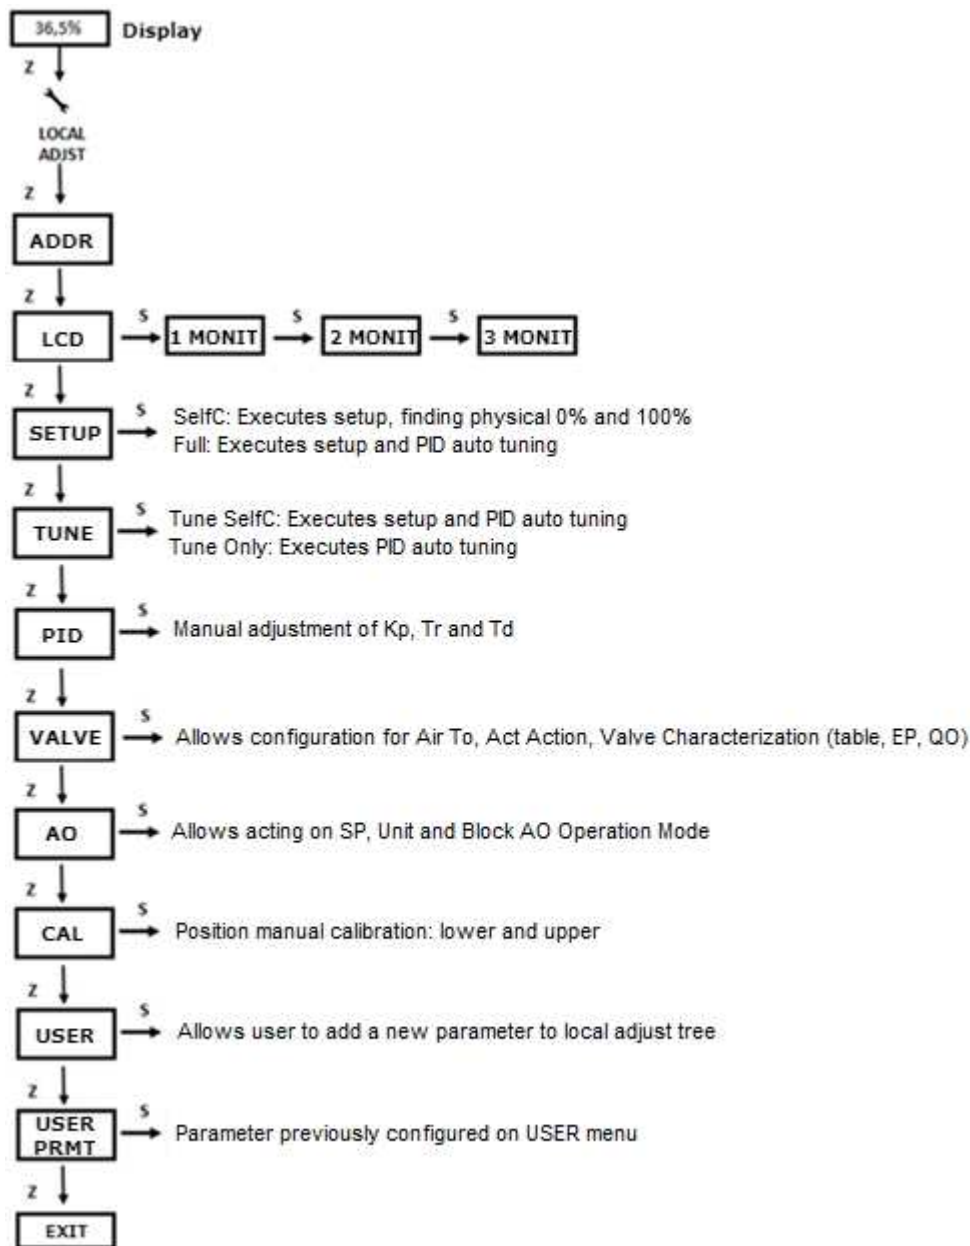 36,5% Display
Z
LOCAL
ADJST
Z
ADDR
Z
LCD S 1 MONIT S 2 MONIT S 3 MONIT
Z
SETUP S SelfC: Executes setup, finding physical 0% and 100%
Full: Executes setup and PID auto tuning
Z
TUNE S Tune SelfC: Executes setup and PID auto tuning
Tune Only: Executes PID auto tuning
Z
PID S Manual adjustment of Kp, Tr and Td
Z
VALVE S Allows configuration for Air To, Act Action, Valve Characterization (table, EP, QO)
Z
AO S Allows acting on SP, Unit and Block AO Operation Mode
Z
CAL S Position manual calibration: lower and upper
Z
USER S Allows user to add a new parameter to local adjust tree
Z
USER
PRMT S Parameter previously configured on USER menu
Z
EXIT